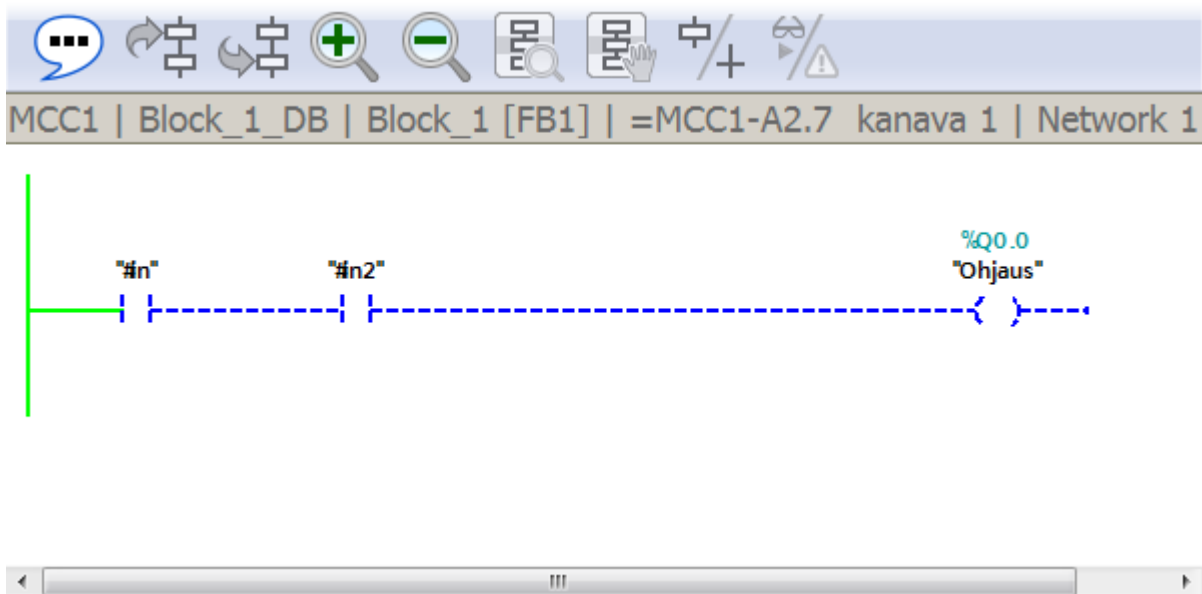 MCC1 | Block_1_DB | Block_1 [FB1] | =MCC1-A2.7 kanava 1 | Network 1
%Q0.0
"#in" "#in2" "Ohjaus"